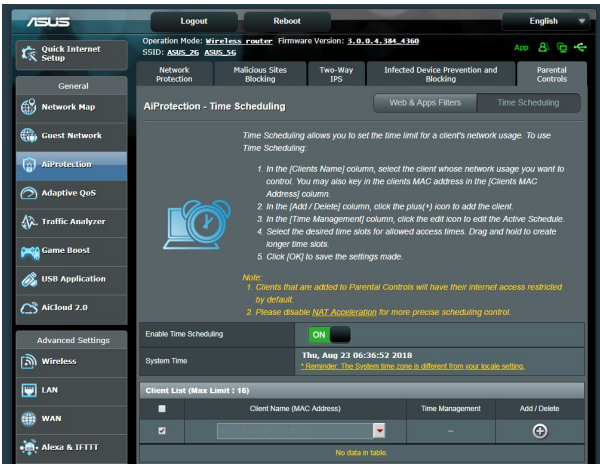 ASUS
Logout Reboot English
Quick Internet
Setup
Operation Mode: Wireless router Firmware Version: 3.0.0.4.384_4360
SSID: ASUS_2G ASUS_5G
App
General
Network Map
Guest Network
AiProtection
Adaptive QoS
Traffic Analyzer
Game Boost
USB Application
AiCloud 2.0
Advanced Settings
Wireless
LAN
WAN
Alexa & IFTTT
Network
Protection
Malicious Sites
Blocking
Two-Way
IPS
Infected Device Prevention and
Blocking
Parental
Controls
AiProtection - Time Scheduling
Web & Apps Filters Time Scheduling
Time Scheduling allows you to set the time limit for a client's network usage. To use
Time Scheduling:
1. In the [Clients Name] column, select the client whose network usage you want to
control. You may also key in the clients MAC address in the [Clients MAC
Address] column.
2. In the [Add / Delete] column, click the plus(+) icon to add the client.
3. In the [Time Management] column, click the edit icon to edit the Active Schedule.
4. Select the desired time slots for allowed access times. Drag and hold to create
longer time slots.
5. Click [OK] to save the settings made.
Note:
1. Clients that are added to Parental Controls will have their internet access restricted
by default.
2. Please disable NAT Acceleration for more precise scheduling control.
Enable Time Scheduling ON
System Time Thu, Aug 23 06:36:52 2018
* Reminder: The System time zone is different from your locale setting.
Client List (Max Limit : 16)
Client Name (MAC Address) Time Management Add / Delete
–
No data in table.